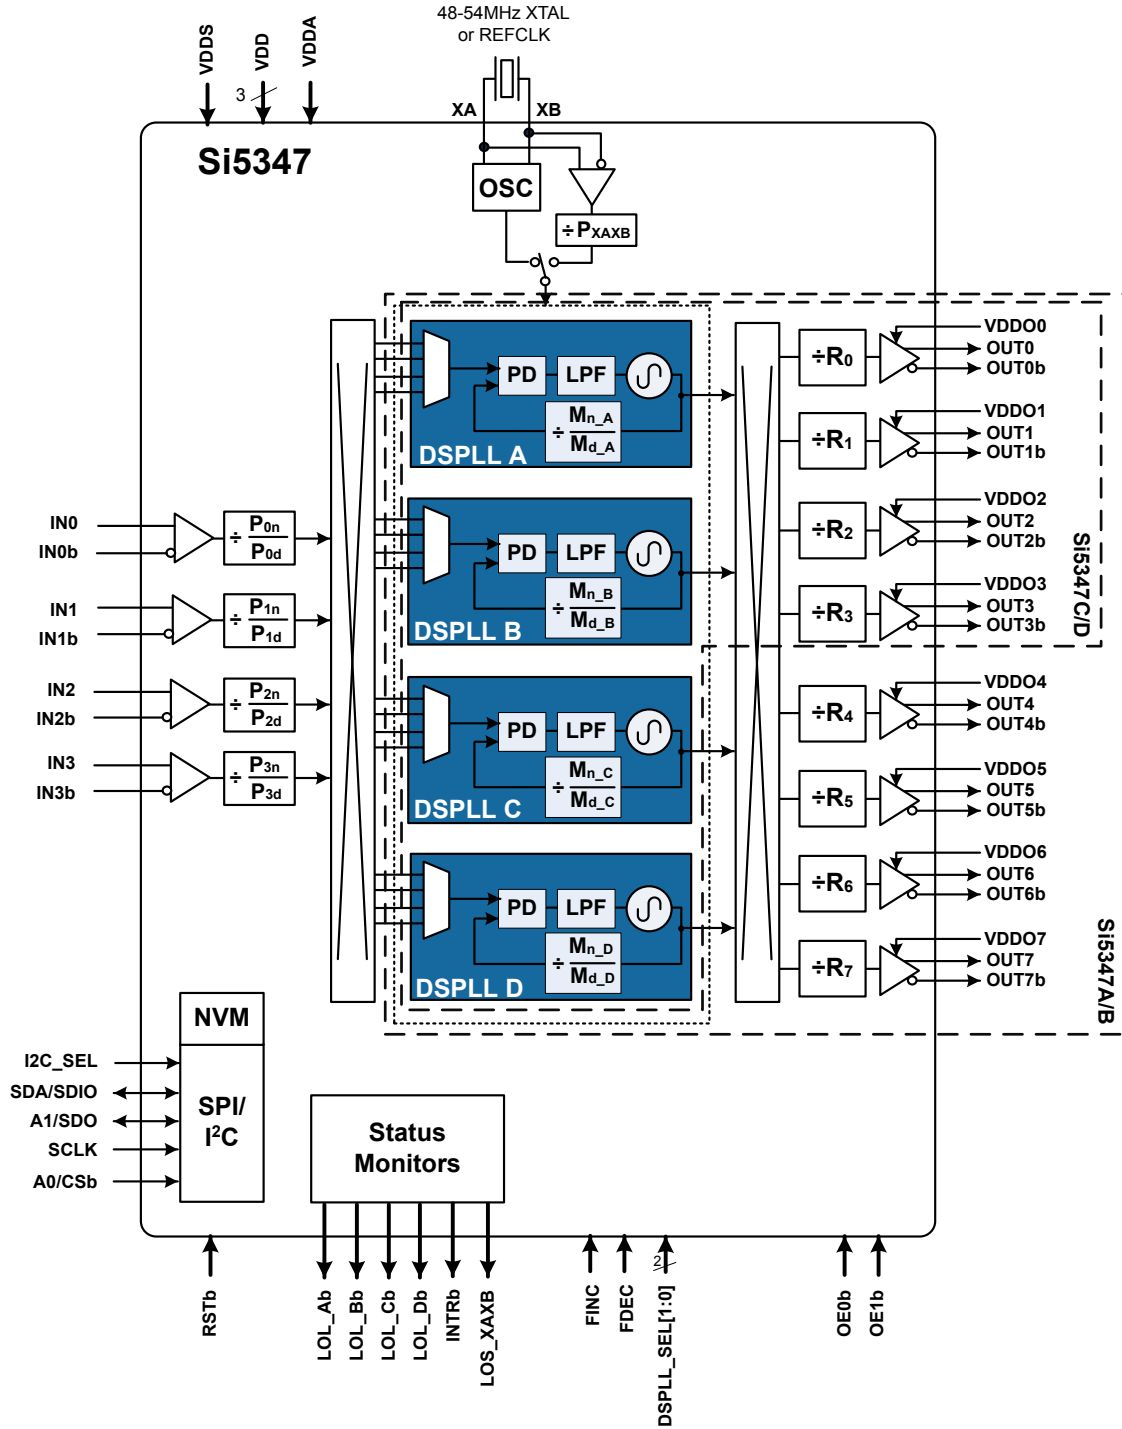 48-54MHz XTAL
or REFCLK
VDDS
VDD
VDDA
3
XA
XB
Si5347
OSC
÷PXAXB
DSPLL A
PD
LPF
÷ Mn_A
Md_A
DSPLL B
PD
LPF
÷ Mn_B
Md_B
DSPLL C
PD
LPF
÷ Mn_C
Md_C
DSPLL D
PD
LPF
÷ Mn_D
Md_D
IN0
IN0b
÷ P0n
P0d
IN1
IN1b
÷ P1n
P1d
IN2
IN2b
÷ P2n
P2d
IN3
IN3b
÷ P3n
P3d
÷R0
VDDO0
OUT0
OUT0b
÷R1
VDDO1
OUT1
OUT1b
÷R2
VDDO2
OUT2
OUT2b
÷R3
VDDO3
OUT3
OUT3b
÷R4
VDDO4
OUT4
OUT4b
÷R5
VDDO5
OUT5
OUT5b
÷R6
VDDO6
OUT6
OUT6b
÷R7
VDDO7
OUT7
OUT7b
Si5347C/D
Si5347A/B
NVM
SPI/
I²C
I2C_SEL
SDA/SDIO
A1/SDO
SCLK
A0/CSb
Status
Monitors
RSTb
LOL_Ab
LOL_Bb
LOL_Cb
LOL_Db
INTRb
LOS_XAXB
FINC
FDEC
2
DSPLL_SEL[1:0]
OE0b
OE1b